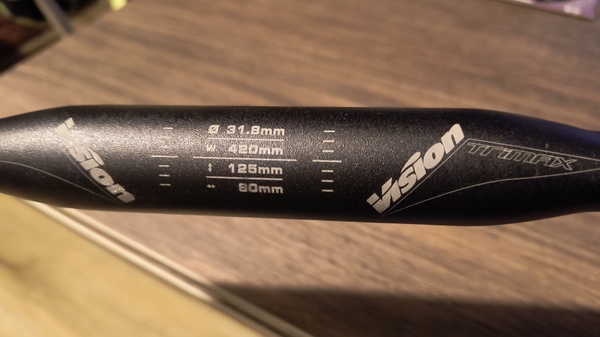 Vision
Ø 31.8mm
W 420mm
↕ 125mm
↔ 80mm
Vision
TRIMAX